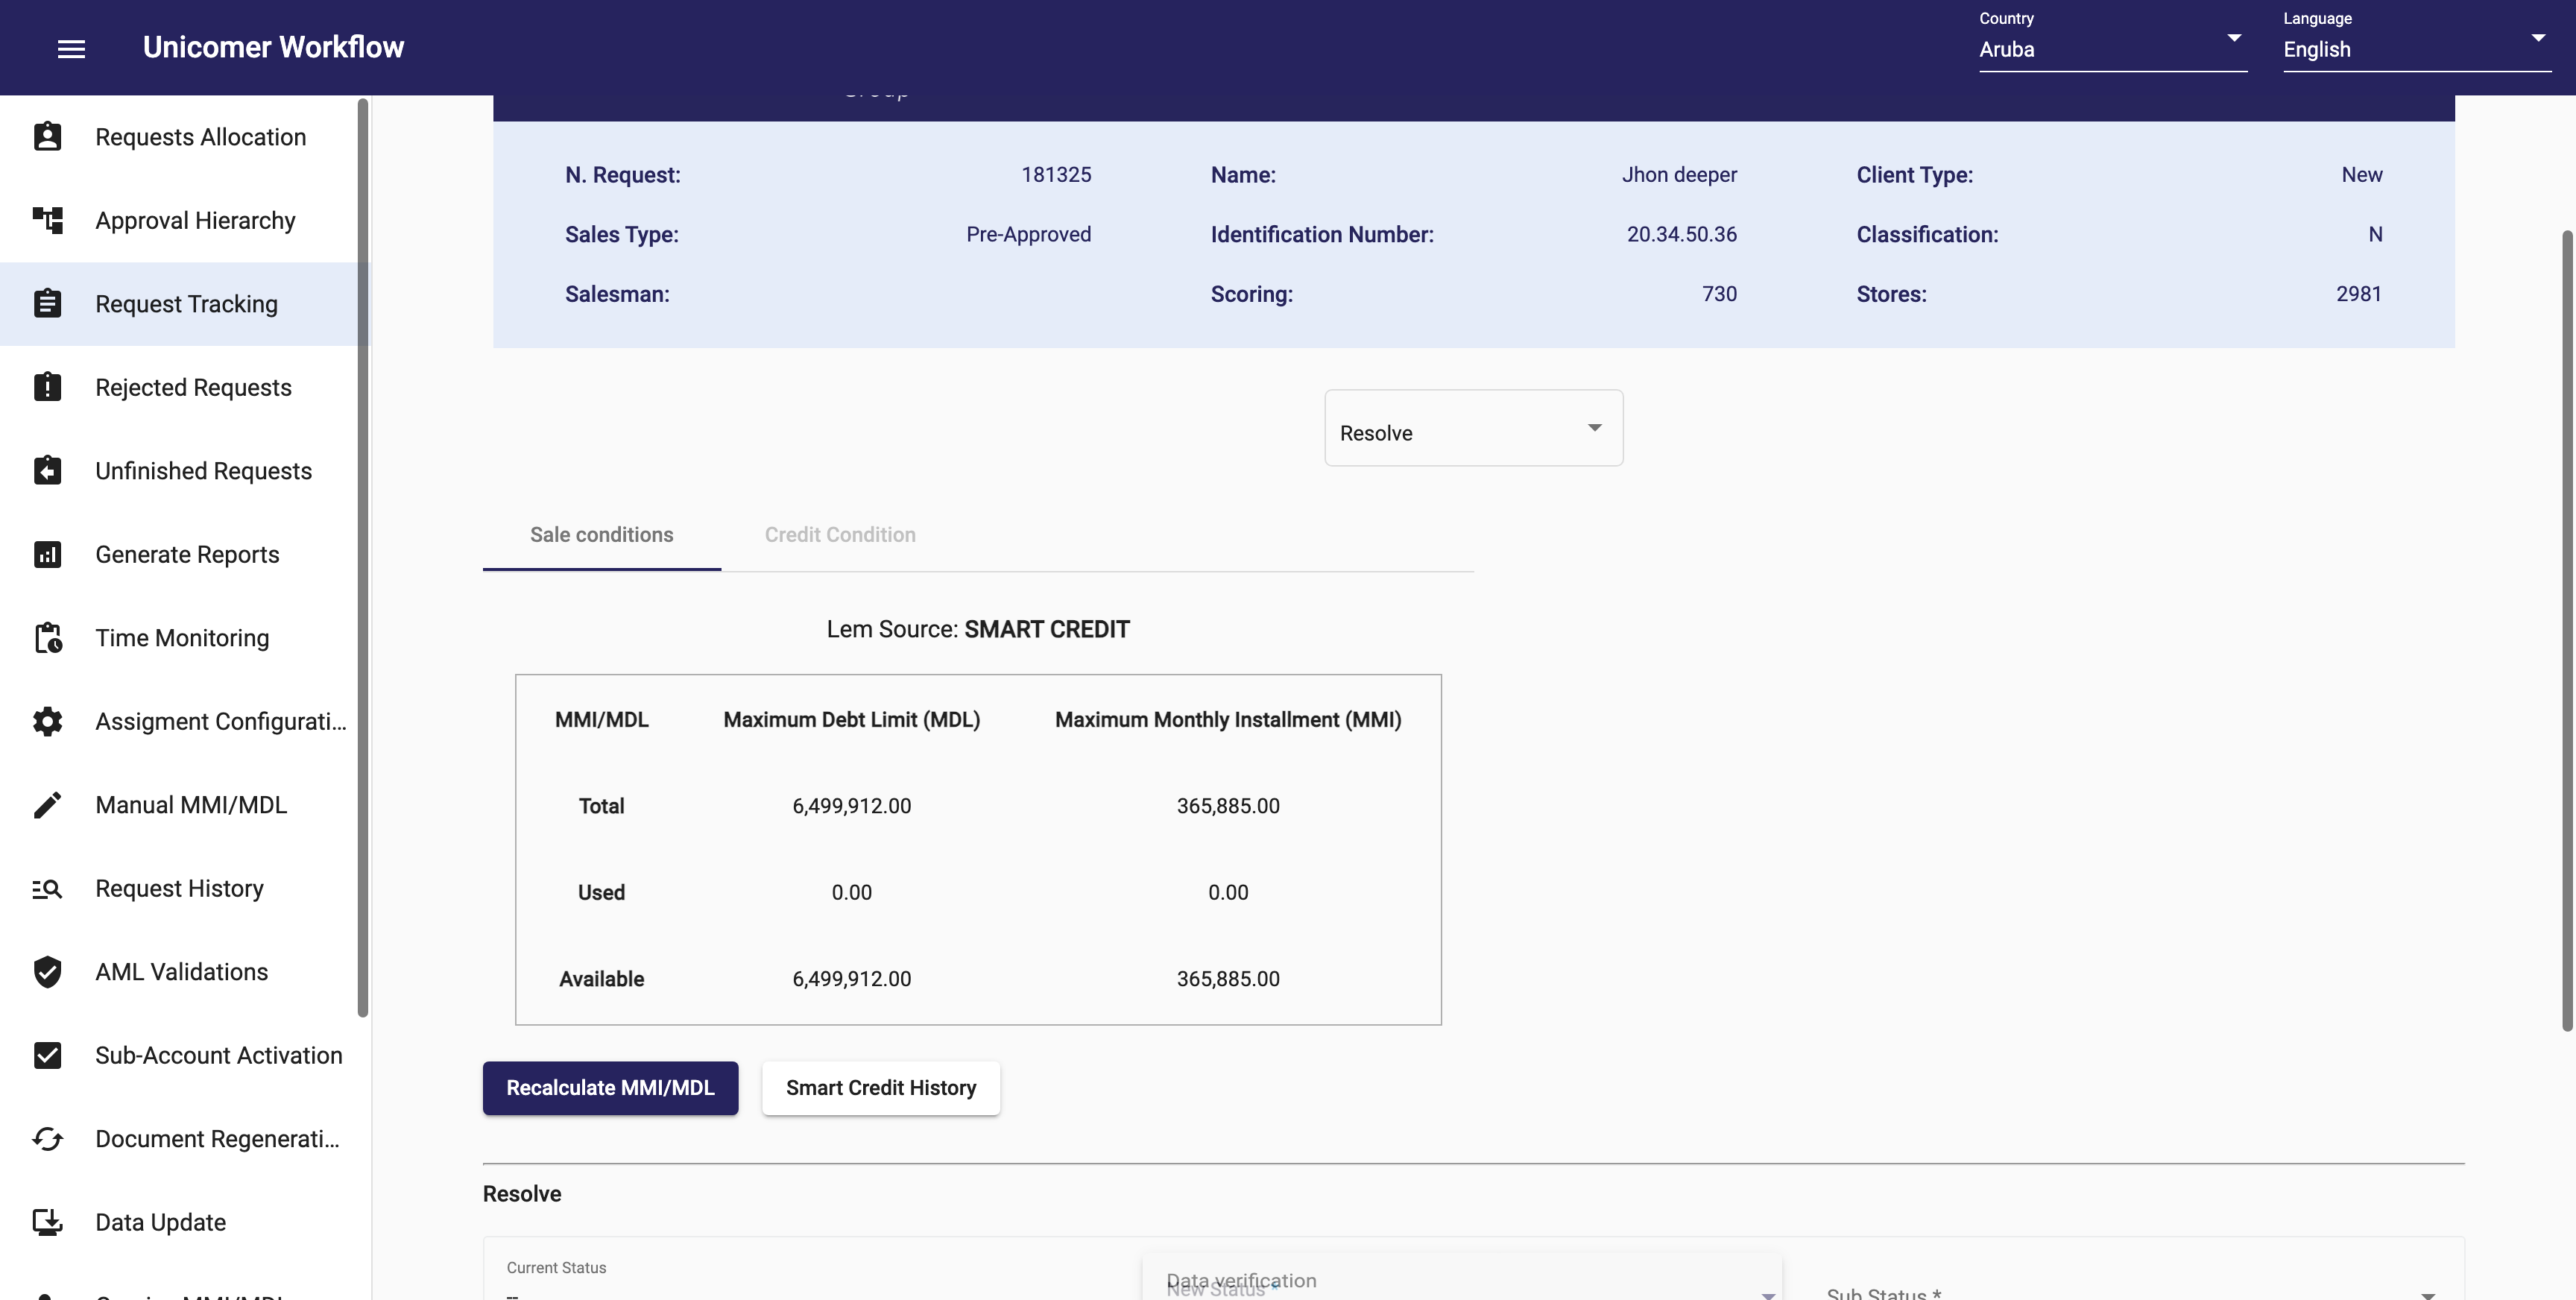 Unicomer Workflow
Country
Aruba
Language
English
Requests Allocation
Approval Hierarchy
Request Tracking
Rejected Requests
Unfinished Requests
Generate Reports
Time Monitoring
Assigment Configurati...
Manual MMI/MDL
Request History
AML Validations
Sub-Account Activation
Document Regenerati...
Data Update
N. Request: 181325 Name: Jhon deeper Client Type: New
Sales Type: Pre-Approved Identification Number: 20.34.50.36 Classification: N
Salesman: Scoring: 730 Stores: 2981
Resolve
Sale conditions Credit Condition
Lem Source: SMART CREDIT
MMI/MDL Maximum Debt Limit (MDL) Maximum Monthly Installment (MMI)
Total 6,499,912.00 365,885.00
Used 0.00 0.00
Available 6,499,912.00 365,885.00
Recalculate MMI/MDL Smart Credit History
Resolve
Current Status
Data verification
New Status *
Sub Status *